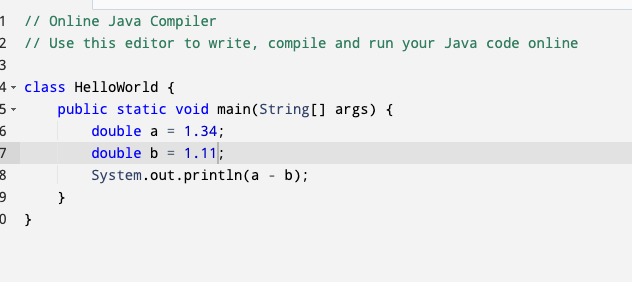 1 // Online Java Compiler
2 // Use this editor to write, compile and run your Java code online
3
4 class HelloWorld {
5 public static void main(String[] args) {
6 double a = 1.34;
7 double b = 1.11;
8 System.out.println(a - b);
9 }
0 }